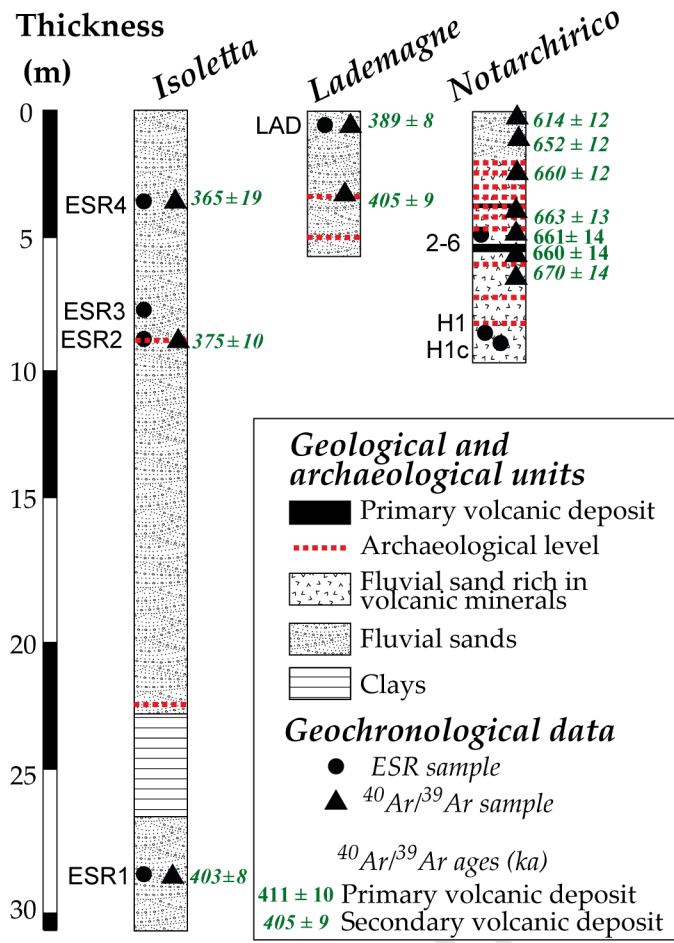 Thickness
(m)
Isoletta
Lademagne
Notarchirico
0
5
10
15
20
25
30
ESR4
365 ± 19
ESR3
ESR2
375 ± 10
ESR1
403±8
LAD
389 ± 8
405 ± 9
614 ± 12
652 ± 12
660 ± 12
663 ± 13
2-6
661± 14
660 ± 14
670 ± 14
H1
H1c
Geological and
archaeological units
Primary volcanic deposit
Archaeological level
Fluvial sand rich in
volcanic minerals
Fluvial sands
Clays
Geochronological data
ESR sample
⁴⁰Ar/³⁹Ar sample
⁴⁰Ar/³⁹Ar ages (ka)
411 ± 10 Primary volcanic deposit
405 ± 9 Secondary volcanic deposit